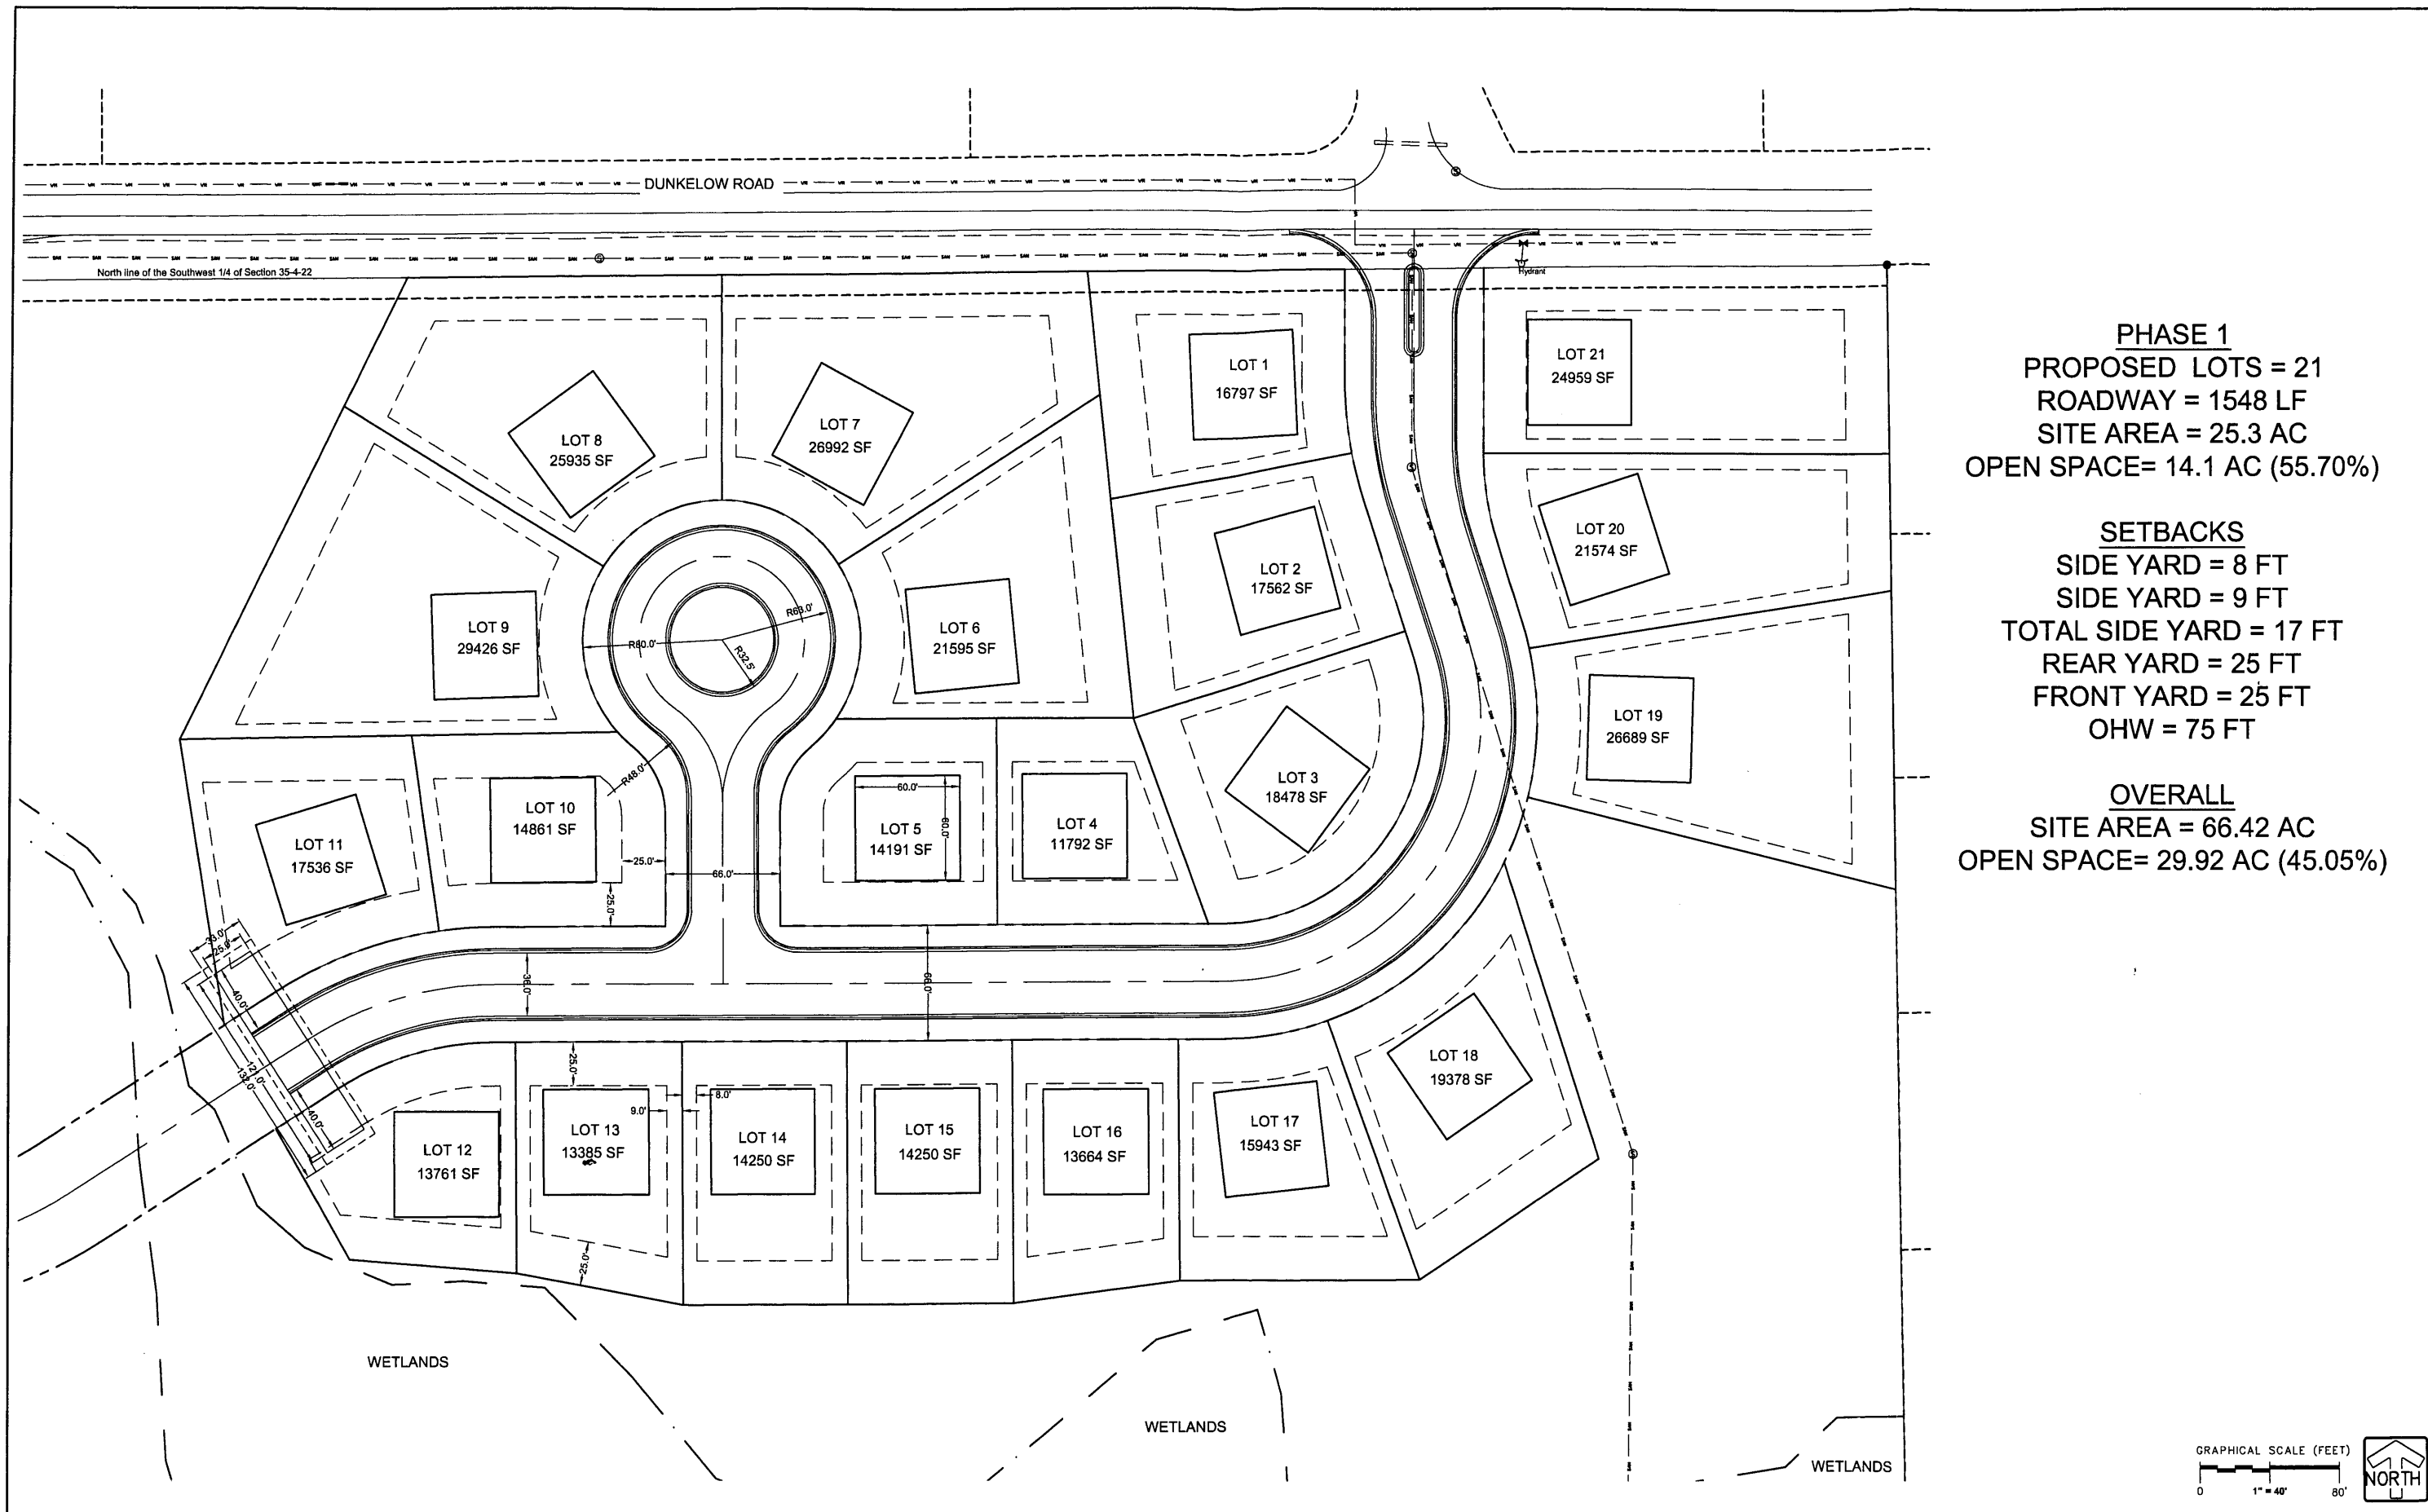 DUNKELOW ROAD
North line of the Southwest 1/4 of Section 35-4-22
Hydrant
LOT 1
16797 SF
LOT 21
24959 SF
LOT 7
26992 SF
LOT 8
25935 SF
LOT 20
21574 SF
LOT 2
17562 SF
LOT 9
29426 SF
LOT 6
21595 SF
R63.0'
R80.0'
R32.5'
LOT 19
26689 SF
LOT 3
18478 SF
R48.0'
LOT 10
14861 SF
60.0'
60.0'
LOT 5
14191 SF
LOT 4
11792 SF
LOT 11
17536 SF
25.0'
66.0'
25.0'
33.0'
25.0'
40.0'
38.0'
66.0'
121.0'
132.0'
40.0'
25.0'
LOT 18
19378 SF
8.0'
9.0'
LOT 12
13761 SF
LOT 13
13385 SF
LOT 14
14250 SF
LOT 15
14250 SF
LOT 16
13664 SF
LOT 17
15943 SF
25.0'
WETLANDS
WETLANDS
WETLANDS
PHASE 1
PROPOSED LOTS = 21
ROADWAY = 1548 LF
SITE AREA = 25.3 AC
OPEN SPACE= 14.1 AC (55.70%)
SETBACKS
SIDE YARD = 8 FT
SIDE YARD = 9 FT
TOTAL SIDE YARD = 17 FT
REAR YARD = 25 FT
FRONT YARD = 25 FT
OHW = 75 FT
OVERALL
SITE AREA = 66.42 AC
OPEN SPACE= 29.92 AC (45.05%)
GRAPHICAL SCALE (FEET)
0 1" = 40' 80'
NORTH